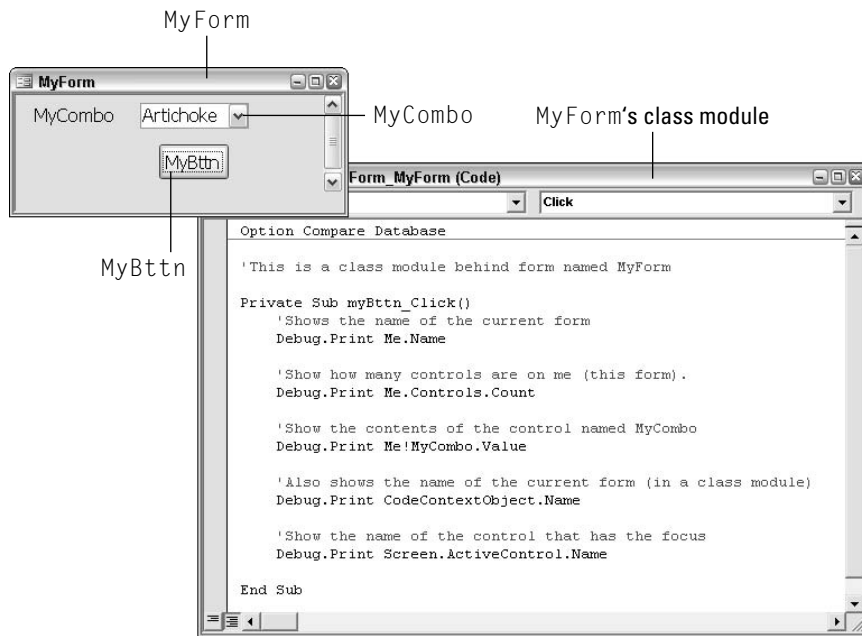 MyForm
MyForm
MyCombo Artichoke
MyBttn
MyCombo
MyForm's class module
MyBttn
Form_MyForm (Code)
Click
Option Compare Database
'This is a class module behind form named MyForm
Private Sub myBttn_Click()
'Shows the name of the current form
Debug.Print Me.Name
'Show how many controls are on me (this form).
Debug.Print Me.Controls.Count
'Show the contents of the control named MyCombo
Debug.Print Me!MyCombo.Value
'Also shows the name of the current form (in a class module)
Debug.Print CodeContextObject.Name
'Show the name of the control that has the focus
Debug.Print Screen.ActiveControl.Name
End Sub